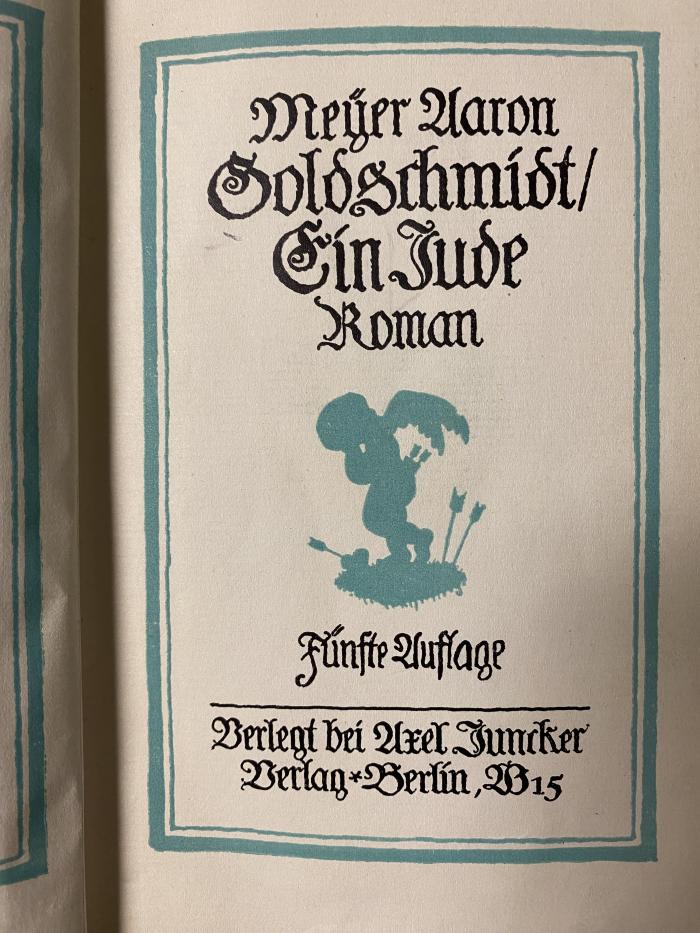 Meÿer Aaron
Goldschmidt/
Ein Jude
Roman
Fünfte Auflage
Verlegt bei Axel Juncker
Verlag*Berlin, W15